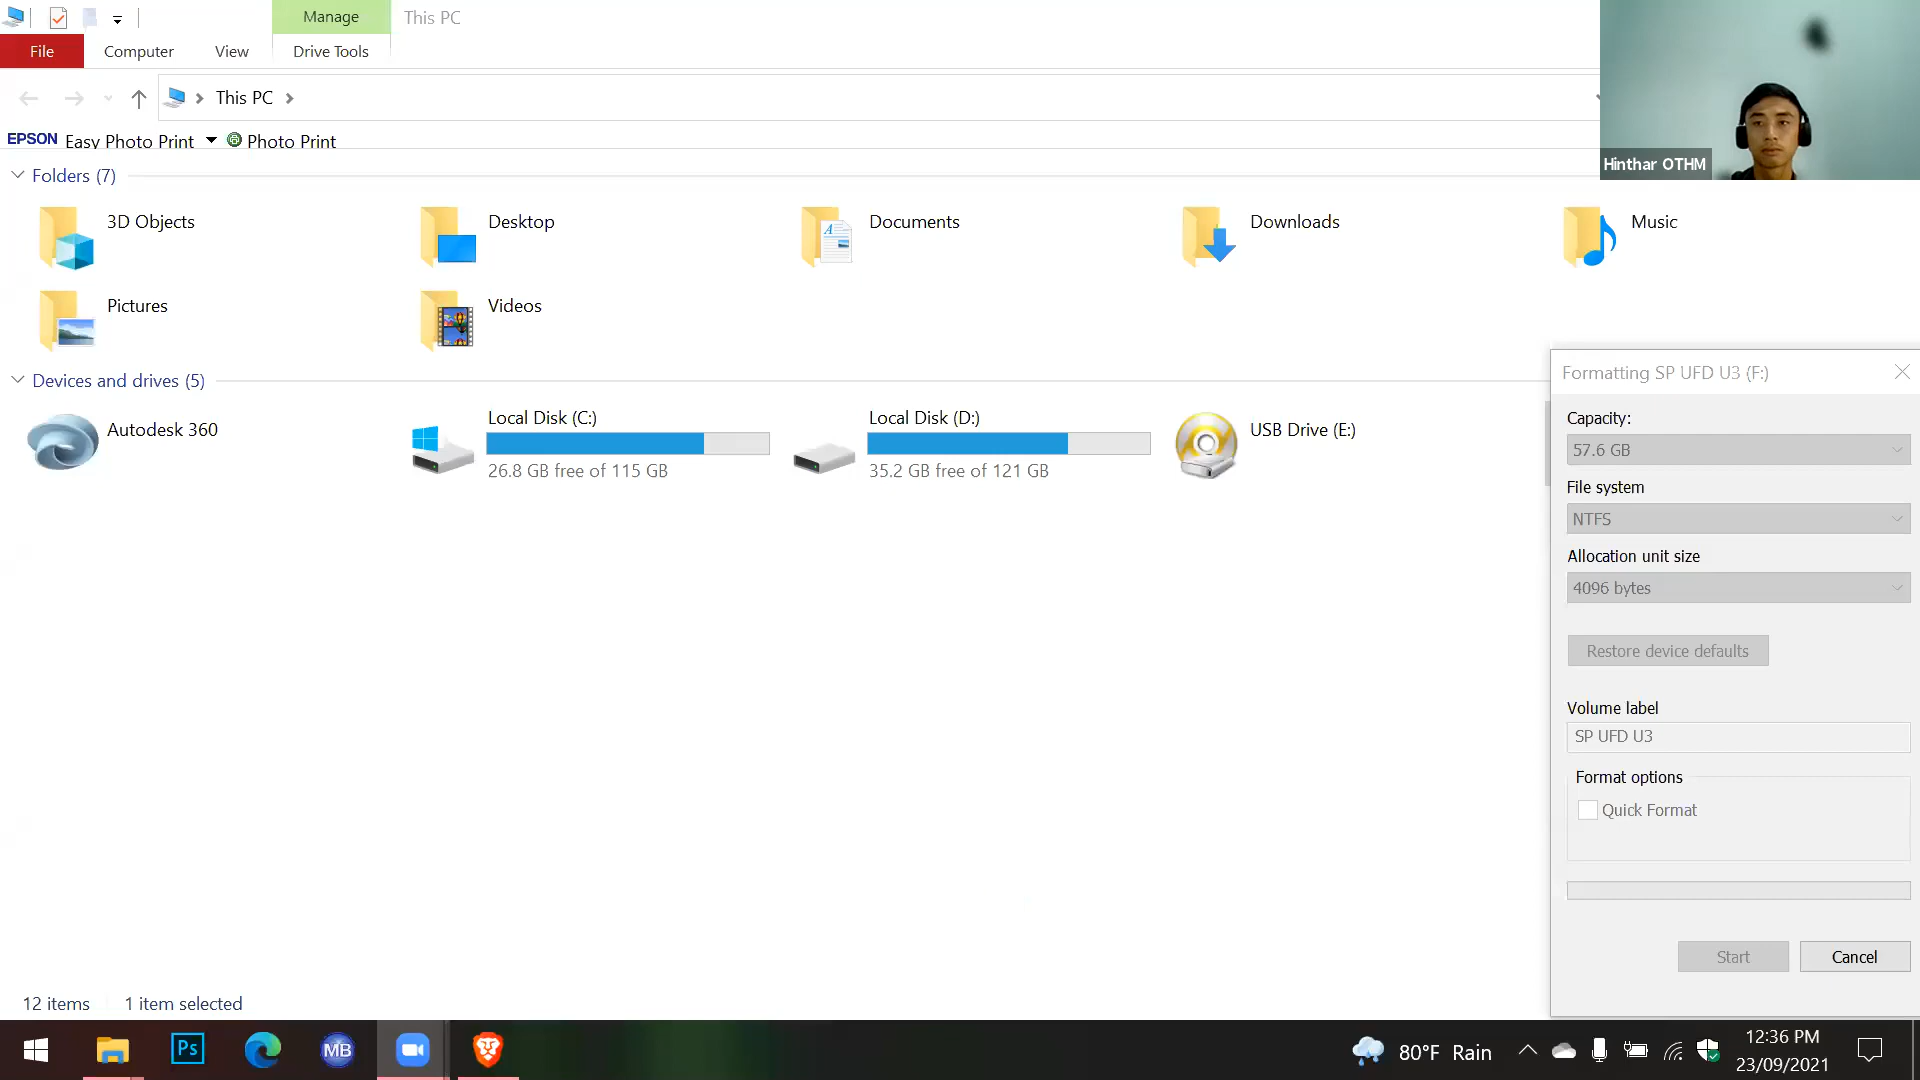 Manage
This PC
File
Computer
View
Drive Tools
This PC
EPSON Easy Photo Print
Photo Print
Hinthar OTHM
Folders (7)
3D Objects
Desktop
Documents
Downloads
Music
Pictures
Videos
Devices and drives (5)
Autodesk 360
Local Disk (C:)
26.8 GB free of 115 GB
Local Disk (D:)
35.2 GB free of 121 GB
USB Drive (E:)
Formatting SP UFD U3 (F:)
Capacity:
57.6 GB
File system
NTFS
Allocation unit size
4096 bytes
Restore device defaults
Volume label
SP UFD U3
Format options
Quick Format
Start
Cancel
12 items
1 item selected
Ps
MB
80°F Rain
12:36 PM
23/09/2021